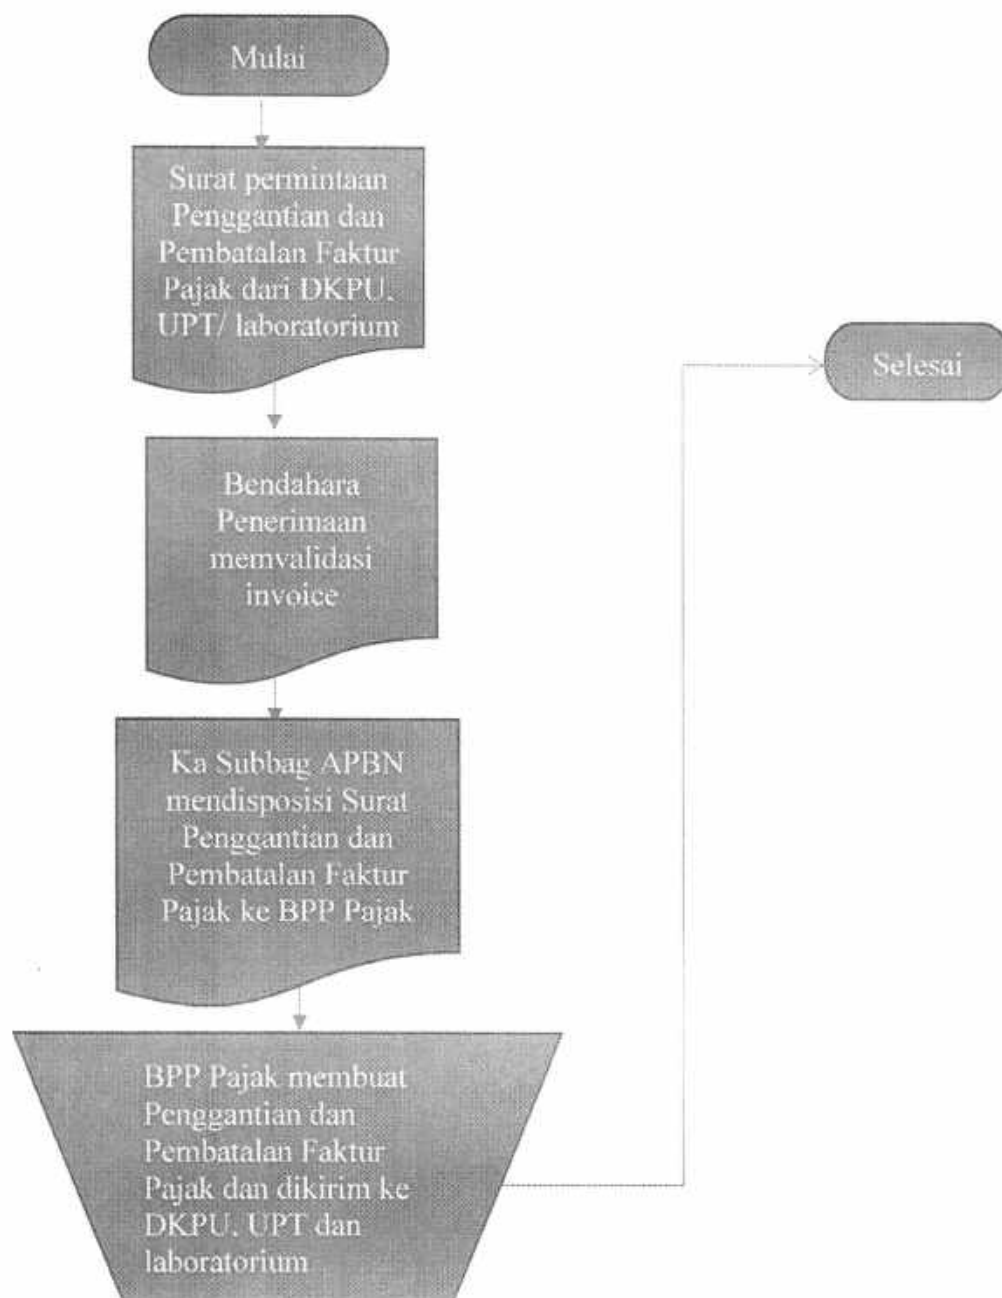 Mulai
Surat permintaan
Penggantian dan
Pembatalan Faktur
Pajak dari DKPU.
UPT/ laboratorium
Selesai
Bendahara
Penerimaan
memvalidasi
invoice
Ka Subbag APBN
mendisposisi Surat
Penggantian dan
Pembatalan Faktur
Pajak ke BPP Pajak
BPP Pajak membuat
Penggantian dan
Pembatalan Faktur
Pajak dan dikirim ke
DKPU. UPT dan
laboratorium